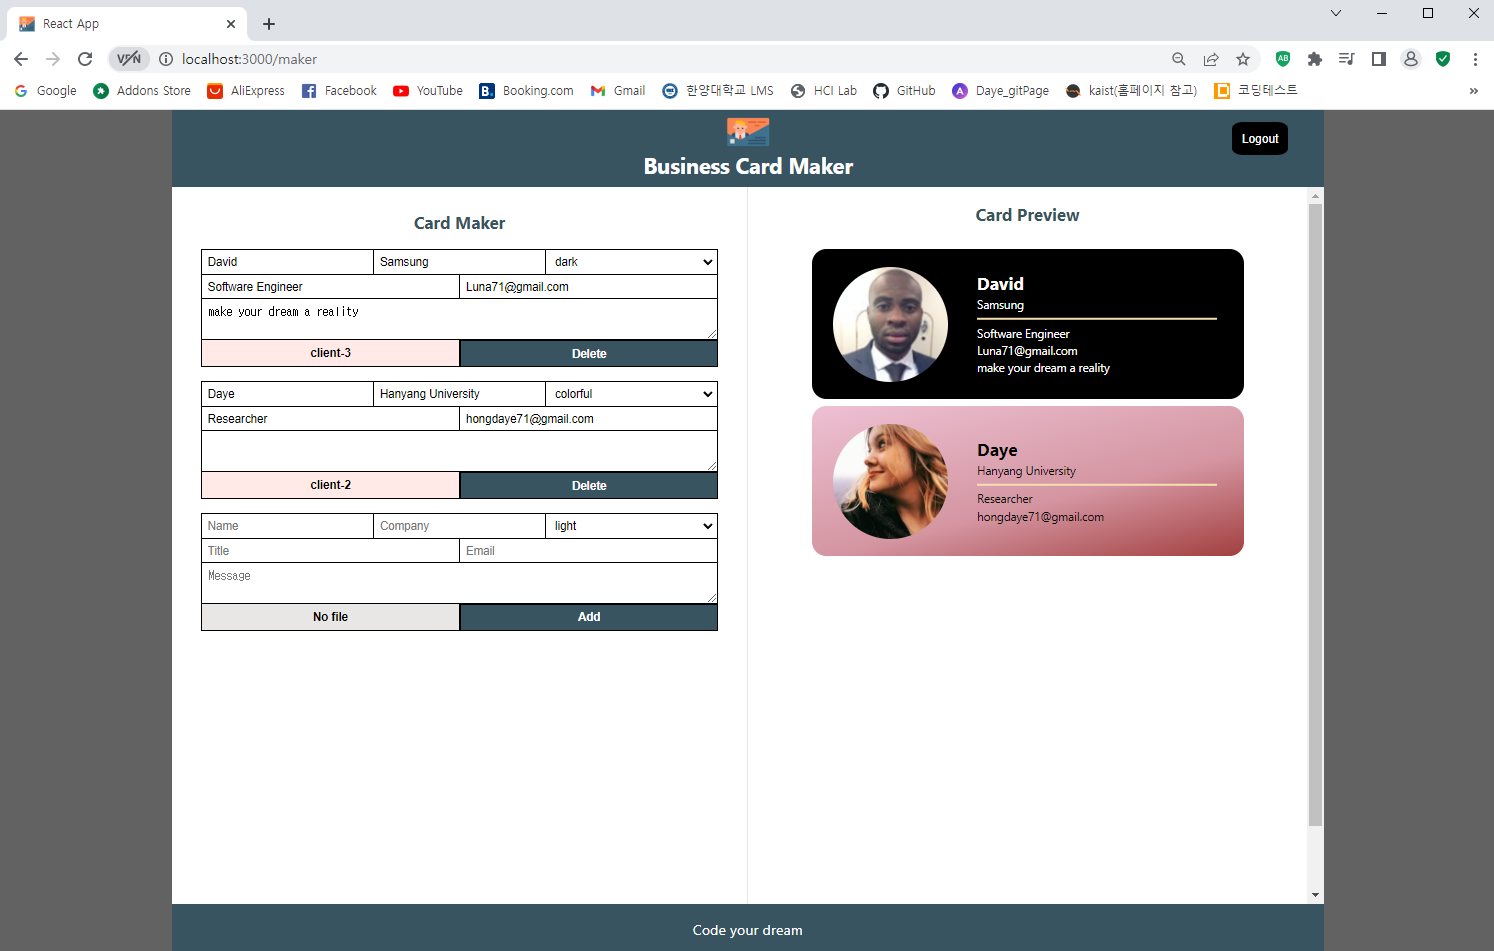 React App
VPN localhost:3000/maker
Google Addons Store AliExpress Facebook YouTube Booking.com Gmail 한양대학교 LMS HCI Lab GitHub Daye_gitPage kaist(홈페이지 참고) 코딩테스트 »
Logout
Business Card Maker
Card Maker
David Samsung dark
Software Engineer Luna71@gmail.com
make your dream a reality
client-3 Delete
Daye Hanyang University colorful
Researcher hongdaye71@gmail.com
client-2 Delete
Name Company light
Title Email
Message
No file Add
Card Preview
David
Samsung
Software Engineer
Luna71@gmail.com
make your dream a reality
Daye
Hanyang University
Researcher
hongdaye71@gmail.com
Code your dream